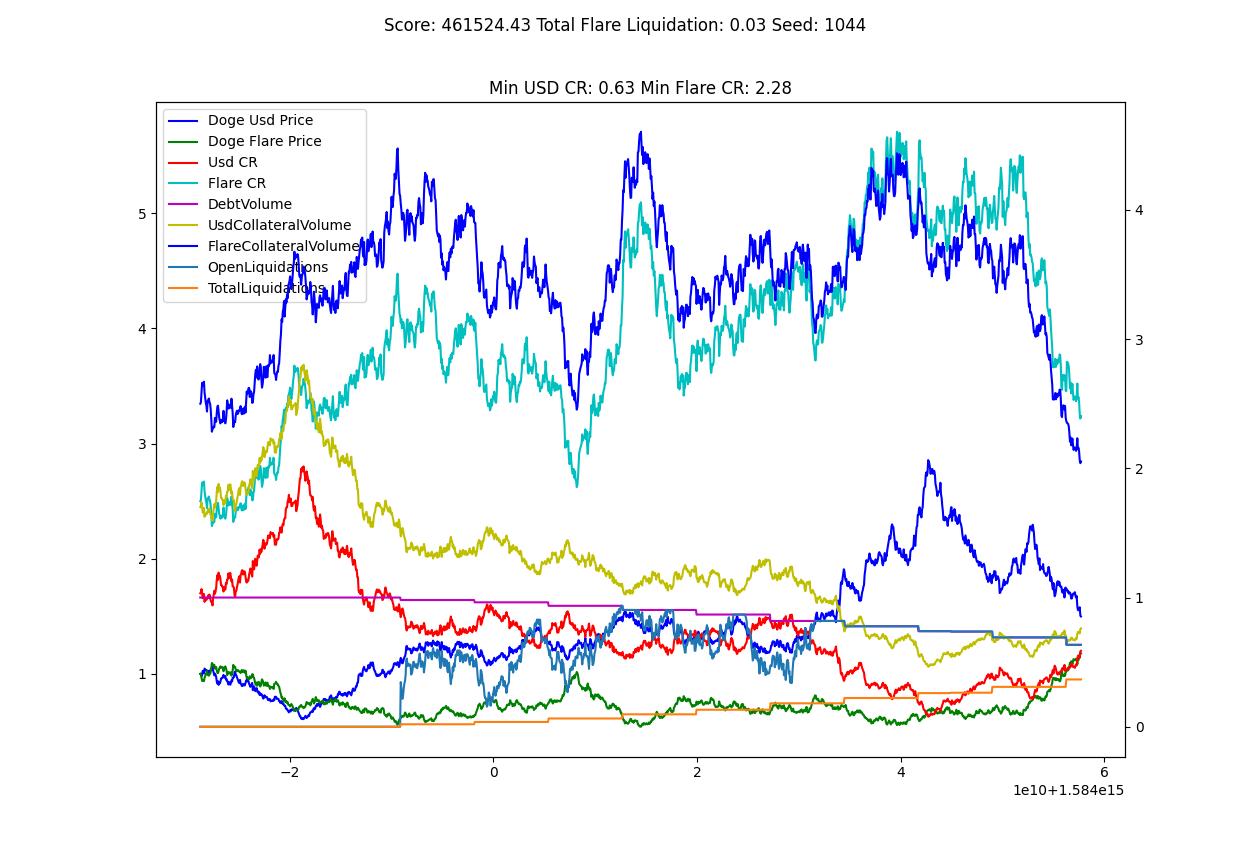 Score: 461524.43 Total Flare Liquidation: 0.03 Seed: 1044
Min USD CR: 0.63 Min Flare CR: 2.28
Doge Usd Price
Doge Flare Price
Usd CR
Flare CR
DebtVolume
UsdCollateralVolume
FlareCollateralVolume
OpenLiquidations
TotalLiquidations
5
4
3
2
1
4
3
2
1
0
−2
0
2
4
6
1e10+1.584e15